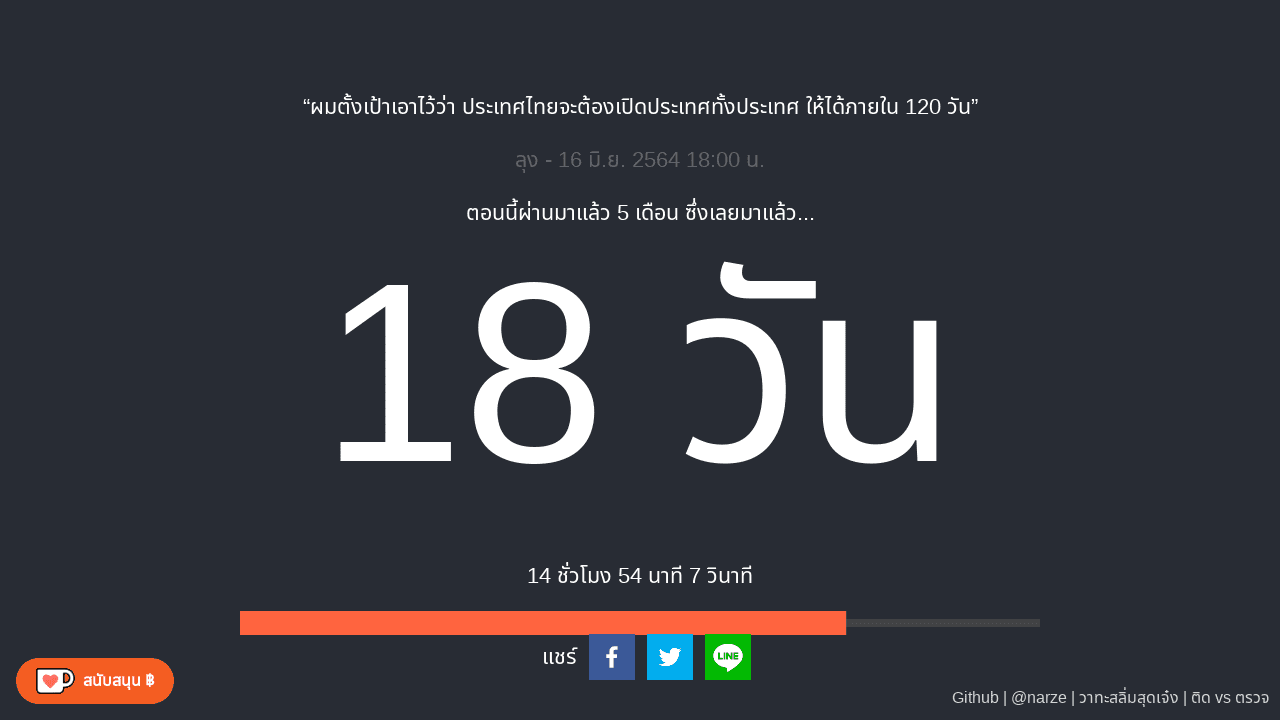 “ผมตั้งเป้าเอาไว้ว่า ประเทศไทยจะต้องเปิดประเทศทั้งประเทศ ให้ได้ภายใน 120 วัน”
ลุง - 16 มิ.ย. 2564 18:00 น.
ตอนนี้ผ่านมาแล้ว 5 เดือน ซึ่งเลยมาแล้ว...
18 วัน
14 ชั่วโมง 54 นาที 7 วินาที
แชร์
LINE
สนับสนุน ฿
Github | @narze | วาทะสลิ่มสุดเจ๋ง | ติด vs ตรวจ